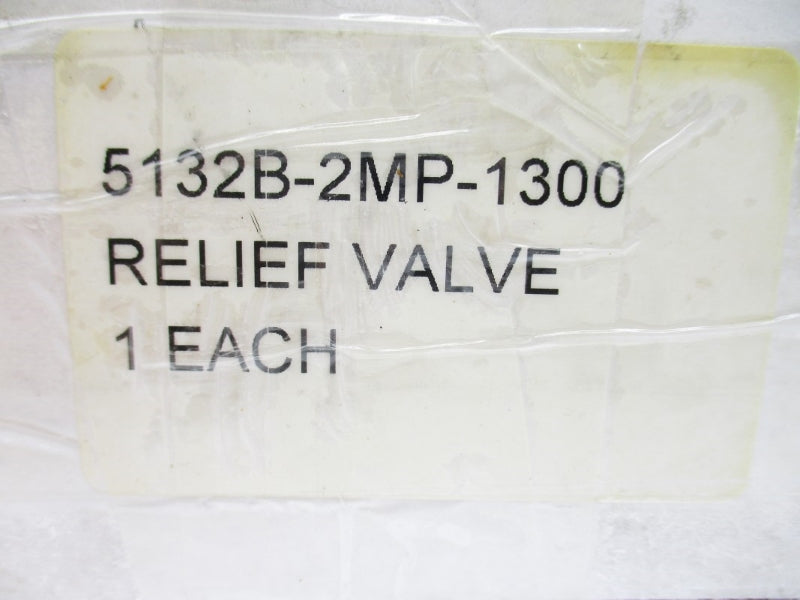 5132B-2MP-1300
RELIEF VALVE
1 EACH